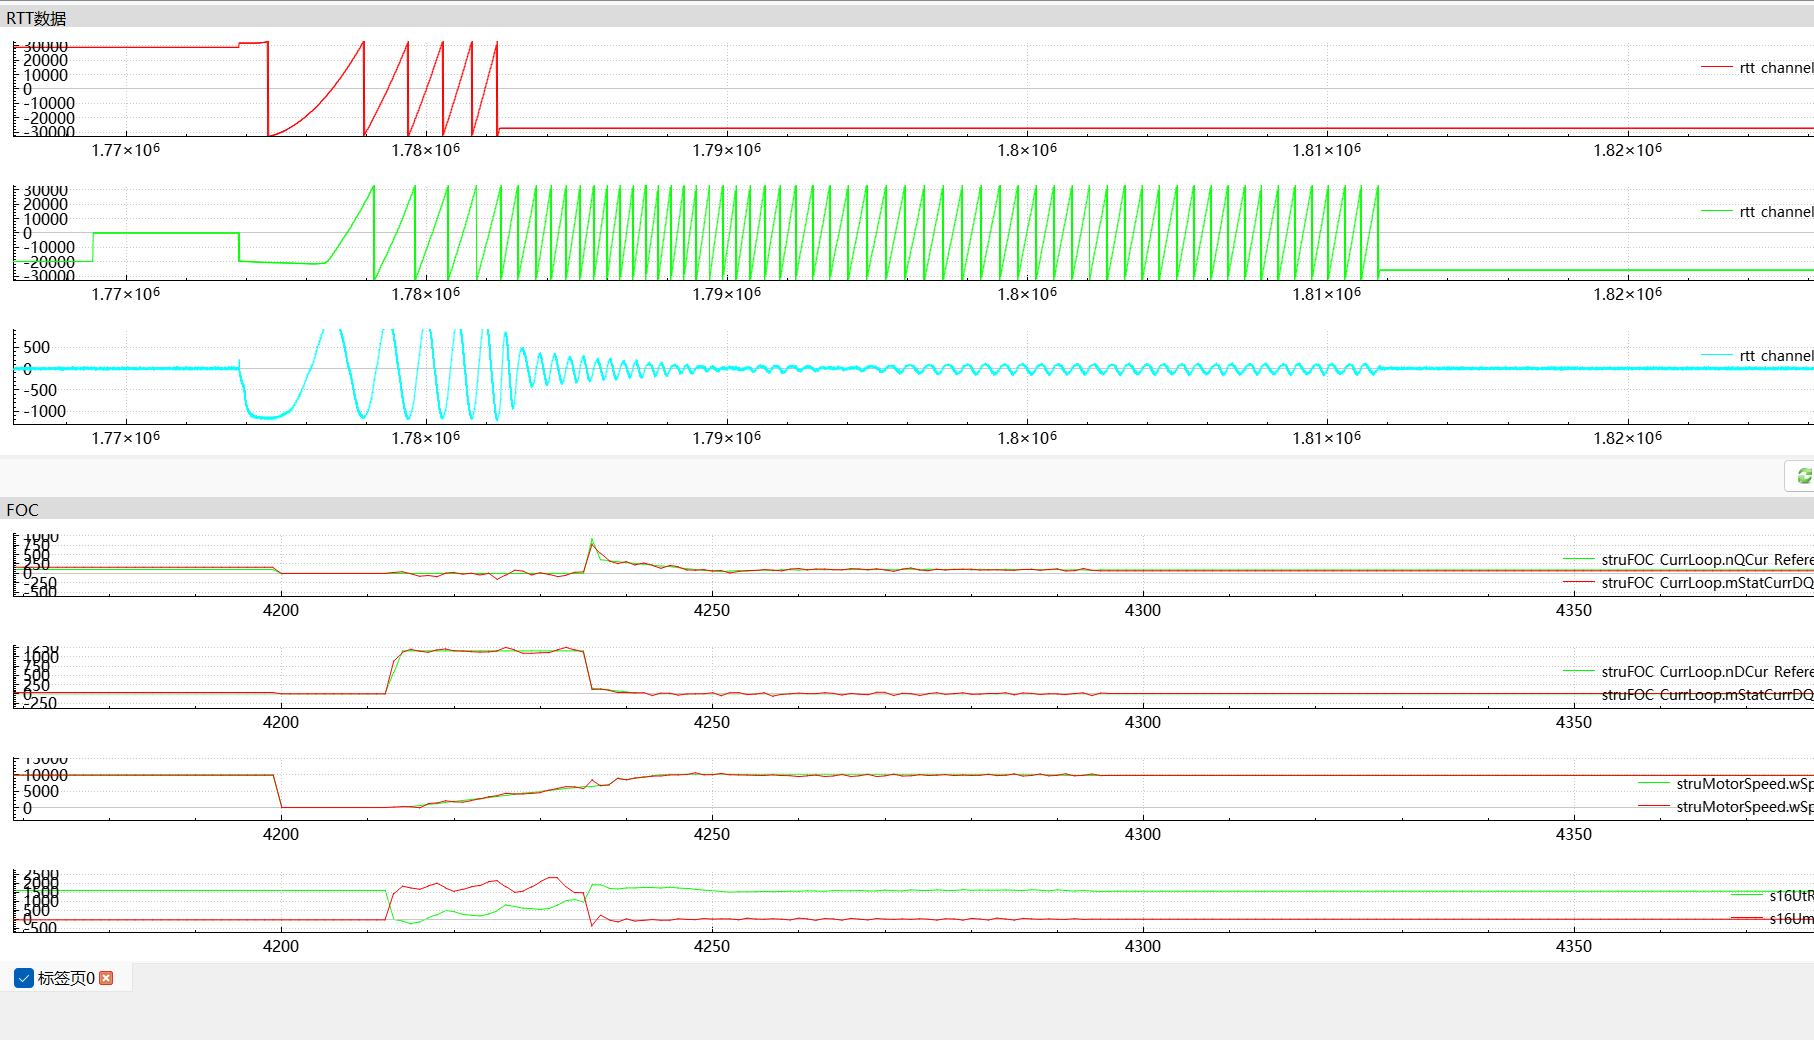 RTT数据
30000
20000
10000
0
-10000
-20000
-30000
rtt channel
1.77×10⁶ 1.78×10⁶ 1.79×10⁶ 1.8×10⁶ 1.81×10⁶ 1.82×10⁶
30000
20000
10000
0
-10000
-20000
-30000
rtt channel
1.77×10⁶ 1.78×10⁶ 1.79×10⁶ 1.8×10⁶ 1.81×10⁶ 1.82×10⁶
500
0
-500
-1000
rtt channel
1.77×10⁶ 1.78×10⁶ 1.79×10⁶ 1.8×10⁶ 1.81×10⁶ 1.82×10⁶
FOC
1000
750
500
250
0
-250
-500
struFOC CurrLoop.nQCur Refere
struFOC CurrLoop.mStatCurrDQ
4200 4250 4300 4350
1250
1000
750
500
250
0
-250
struFOC CurrLoop.nDCur Refere
struFOC CurrLoop.mStatCurrDQ
4200 4250 4300 4350
15000
10000
5000
0
struMotorSpeed.wSp
struMotorSpeed.wSp
4200 4250 4300 4350
2500
2000
1500
1000
500
0
-500
s16UtR
s16Um
4200 4250 4300 4350
标签页0